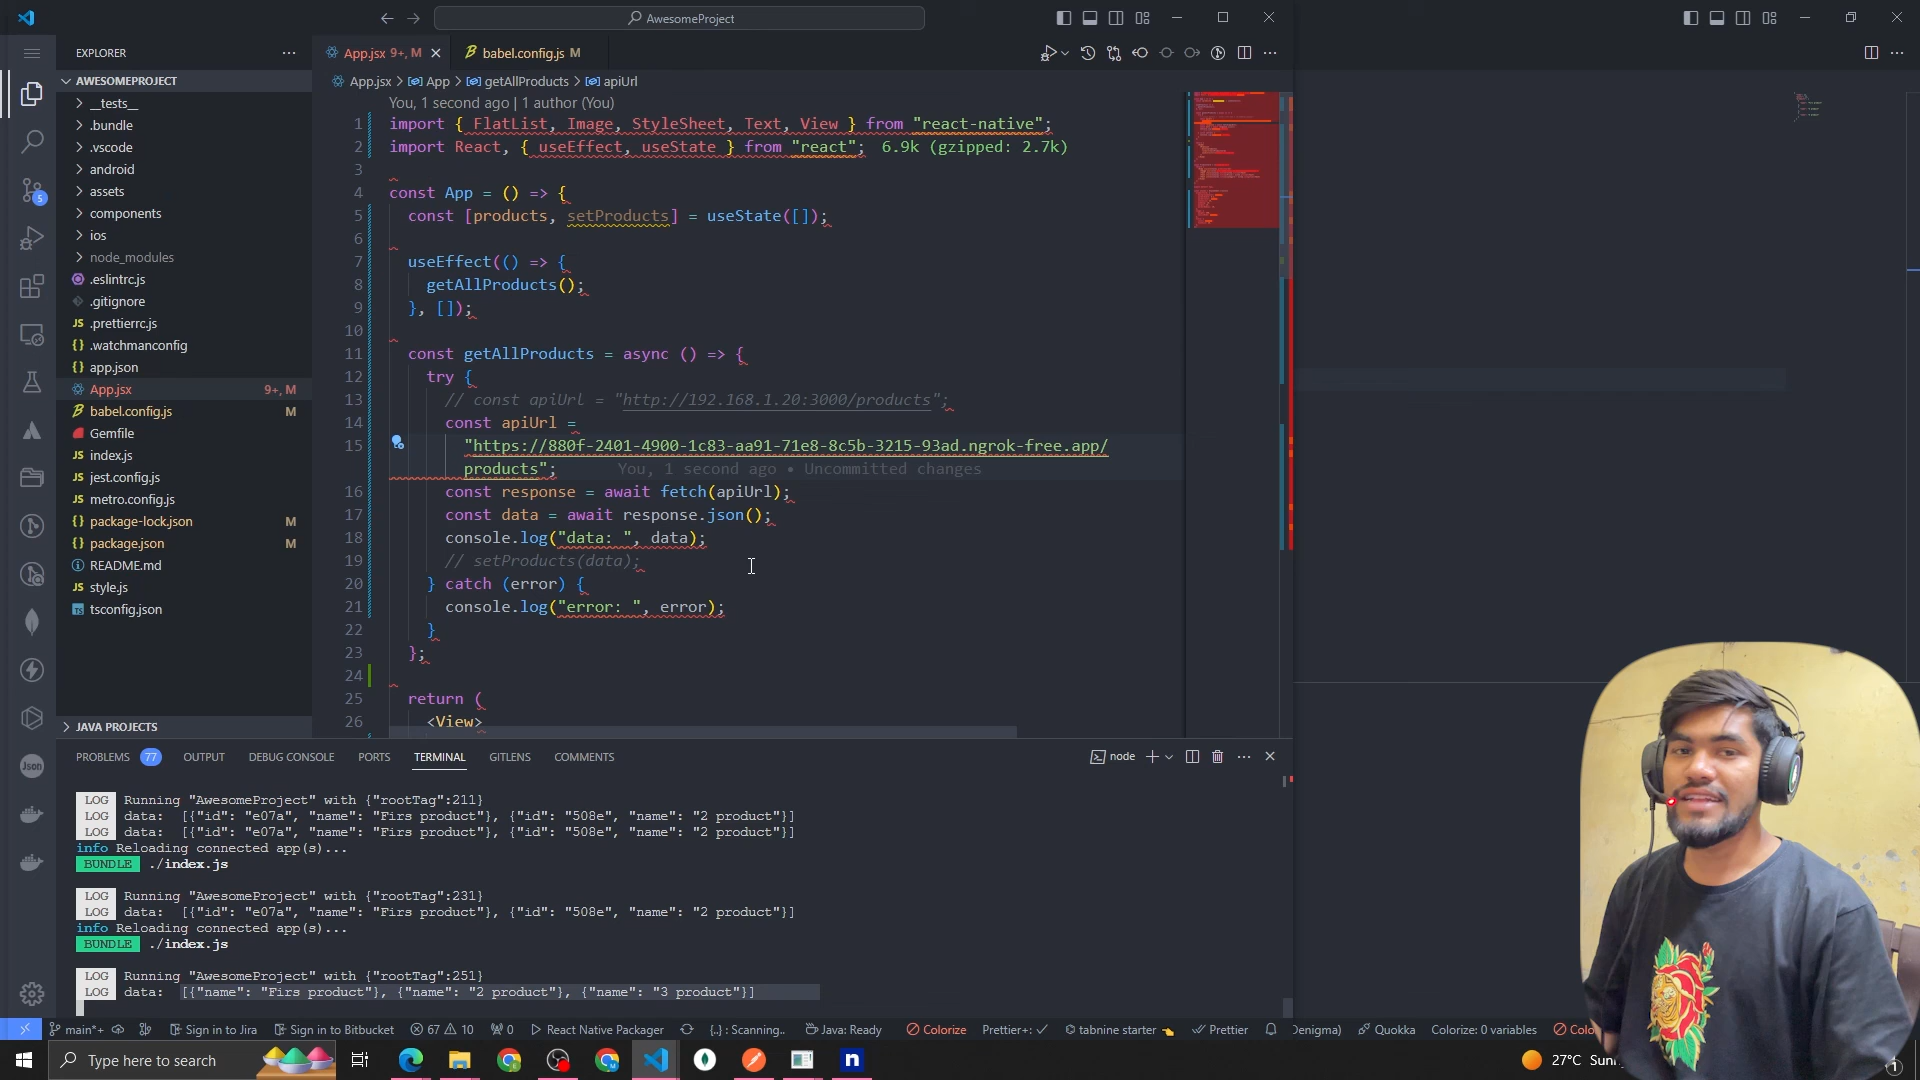 AwesomeProject
EXPLORER
App.jsx 9+, M
babel.config.js M
AWESOMEPROJECT
App.jsx > App > getAllProducts > apiUrl
__tests__
.bundle
.vscode
android
assets
components
ios
node_modules
.eslintrc.js
.gitignore
.prettierrc.js
.watchmanconfig
app.json
App.jsx 9+, M
babel.config.js M
Gemfile
index.js
jest.config.js
metro.config.js
package-lock.json M
package.json M
README.md
style.js
tsconfig.json
JAVA PROJECTS
You, 1 second ago | 1 author (You)
1 import { FlatList, Image, StyleSheet, Text, View } from "react-native";
2 import React, { useEffect, useState } from "react"; 6.9k (gzipped: 2.7k)
3
4 const App = () => {
5 const [products, setProducts] = useState([]);
6
7 useEffect(() => {
8 getAllProducts();
9 }, []);
10
11 const getAllProducts = async () => {
12 try {
13 // const apiUrl = "http://192.168.1.20:3000/products";
14 const apiUrl =
15 "https://880f-2401-4900-1c83-aa91-71e8-8c5b-3215-93ad.ngrok-free.app/
products"; You, 1 second ago • Uncommitted changes
16 const response = await fetch(apiUrl);
17 const data = await response.json();
18 console.log("data: ", data);
19 // setProducts(data);
20 } catch (error) {
21 console.log("error: ", error);
22 }
23 };
24
25 return (
26 <View>
PROBLEMS 77 OUTPUT DEBUG CONSOLE PORTS TERMINAL GITLENS COMMENTS node
LOG Running "AwesomeProject" with {"rootTag":211}
LOG data: [{"id": "e07a", "name": "Firs product"}, {"id": "508e", "name": "2 product"}]
LOG data: [{"id": "e07a", "name": "Firs product"}, {"id": "508e", "name": "2 product"}]
info Reloading connected app(s)...
BUNDLE ./index.js
LOG Running "AwesomeProject" with {"rootTag":231}
LOG data: [{"id": "e07a", "name": "Firs product"}, {"id": "508e", "name": "2 product"}]
info Reloading connected app(s)...
BUNDLE ./index.js
LOG Running "AwesomeProject" with {"rootTag":251}
LOG data: [{"name": "Firs product"}, {"name": "2 product"}, {"name": "3 product"}]
5
Json
main*+ Sign in to Jira Sign in to Bitbucket 67 10 0 React Native Packager {..} : Scanning.. Java: Ready Colorize Prettier+: ✓ tabnine starter Prettier Denigma) Quokka Colorize: 0 variables Colo
Type here to search
27°C Sunn
1